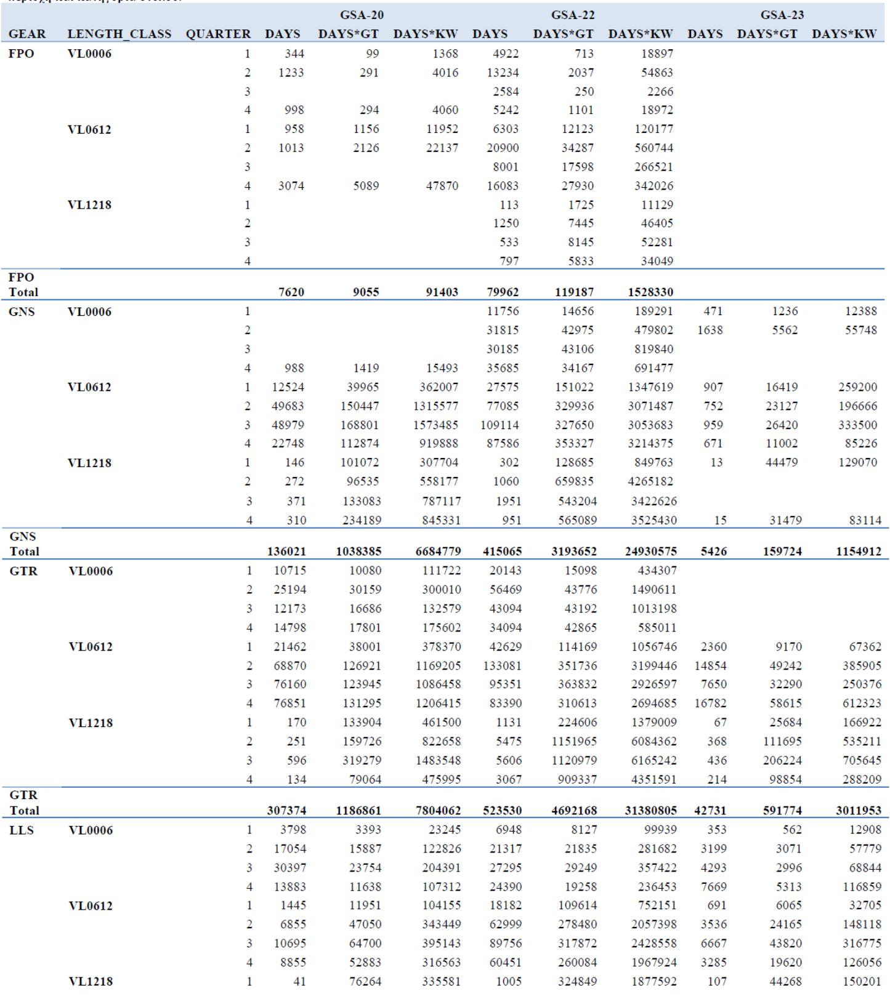 GSA-20 GSA-22 GSA-23
GEAR LENGTH_CLASS QUARTER DAYS DAYS*GT DAYS*KW DAYS DAYS*GT DAYS*KW DAYS DAYS*GT DAYS*KW
FPO VL0006 1 344 99 1368 4922 713 18897
2 1233 291 4016 13234 2037 54863
3 2584 250 2266
4 998 294 4060 5242 1101 18972
VL0612 1 958 1156 11952 6303 12123 120177
2 1013 2126 22137 20900 34287 560744
3 8001 17598 266521
4 3074 5089 47870 16083 27930 342026
VL1218 1 113 1725 11129
2 1250 7445 46405
3 533 8145 52281
4 797 5833 34049
FPO
Total 7620 9055 91403 79962 119187 1528330
GNS VL0006 1 11756 14656 189291 471 1236 12388
2 31815 42975 479802 1638 5562 55748
3 30185 43106 819840
4 988 1419 15493 35685 34167 691477
VL0612 1 12524 39965 362007 27575 151022 1347619 907 16419 259200
2 49683 150447 1315577 77085 329936 3071487 752 23127 196666
3 48979 168801 1573485 109114 327650 3053683 959 26420 333500
4 22748 112874 919888 87586 353327 3214375 671 11002 85226
VL1218 1 146 101072 307704 302 128685 849763 13 44479 129070
2 272 96535 558177 1060 659835 4265182
3 371 133083 787117 1951 543204 3422626
4 310 234189 845331 951 565089 3525430 15 31479 83114
GNS
Total 136021 1038385 6684779 415065 3193652 24930575 5426 159724 1154912
GTR VL0006 1 10715 10080 111722 20143 15098 434307
2 25194 30159 300010 56469 43776 1490611
3 12173 16686 132579 43094 43192 1013198
4 14798 17801 175602 34094 42865 585011
VL0612 1 21462 38001 378370 42629 114169 1056746 2360 9170 67362
2 68870 126921 1169205 133081 351736 3199446 14854 49242 385905
3 76160 123945 1086458 95351 363832 2926597 7650 32290 250376
4 76851 131295 1206415 83390 310613 2694685 16782 58615 612323
VL1218 1 170 133904 461500 1131 224606 1379009 67 25684 166922
2 251 159726 822658 5475 1151965 6084362 368 111695 535211
3 596 319279 1483548 5606 1120979 6165242 436 206224 705645
4 134 79064 475995 3067 909337 4351591 214 98854 288209
GTR
Total 307374 1186861 7804062 523530 4692168 31380805 42731 591774 3011953
LLS VL0006 1 3798 3393 23245 6948 8127 99939 353 562 12908
2 17054 15887 122826 21317 21835 281682 3199 3071 57779
3 30397 23754 204391 27295 29249 357422 4293 2996 68844
4 13883 11638 107312 24390 19258 236453 7669 5313 116859
VL0612 1 1445 11951 104155 18182 109614 752151 691 6065 32705
2 6855 47050 343449 62999 278480 2057398 3536 24165 148118
3 10695 64700 395143 89756 317872 2428558 6667 43820 316775
4 8855 52883 316563 60451 260084 1967924 3285 19620 126056
VL1218 1 41 76264 335581 1005 324849 1877592 107 44268 150201